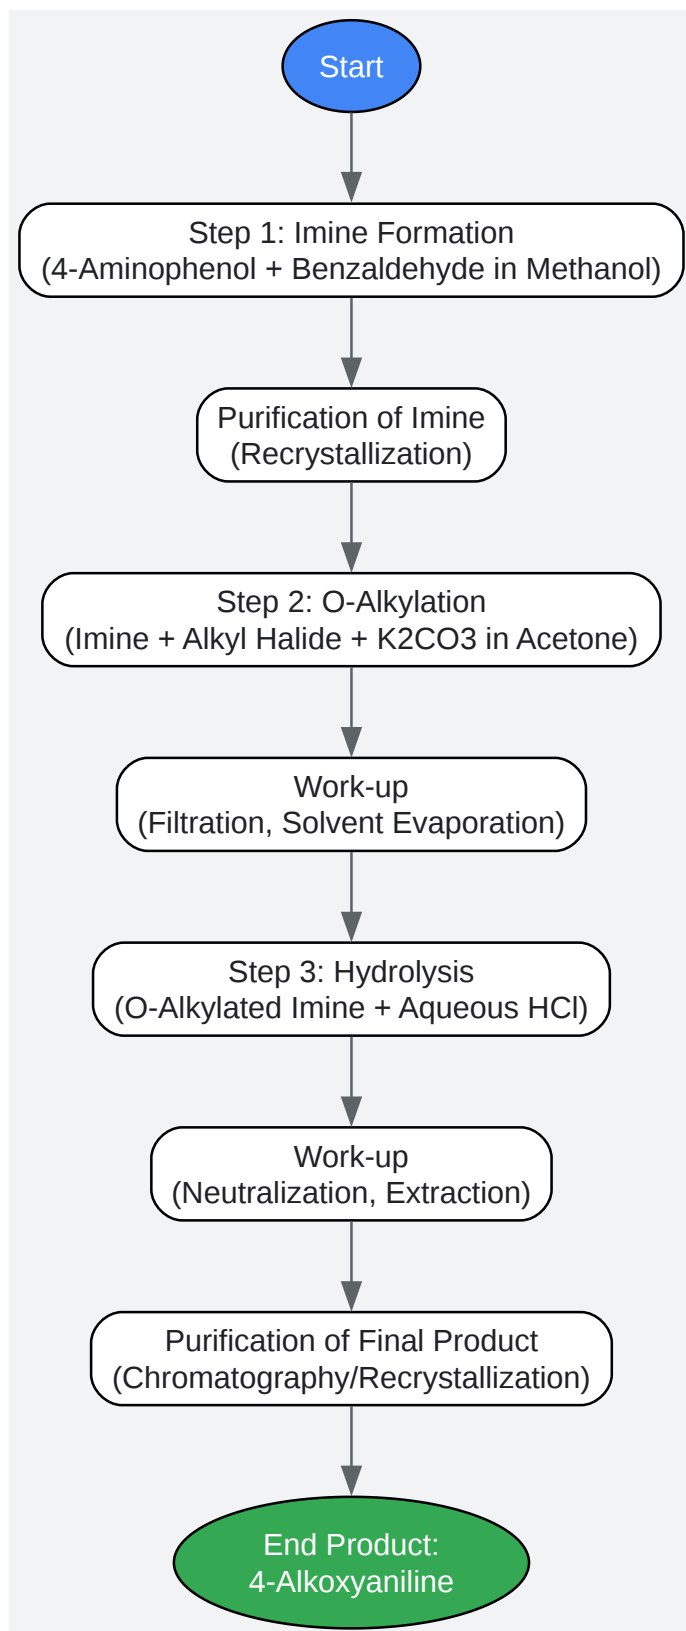 Start
Step 1: Imine Formation
(4-Aminophenol + Benzaldehyde in Methanol)
Purification of Imine
(Recrystallization)
Step 2: O-Alkylation
(Imine + Alkyl Halide + K2CO3 in Acetone)
Work-up
(Filtration, Solvent Evaporation)
Step 3: Hydrolysis
(O-Alkylated Imine + Aqueous HCl)
Work-up
(Neutralization, Extraction)
Purification of Final Product
(Chromatography/Recrystallization)
End Product:
4-Alkoxyaniline